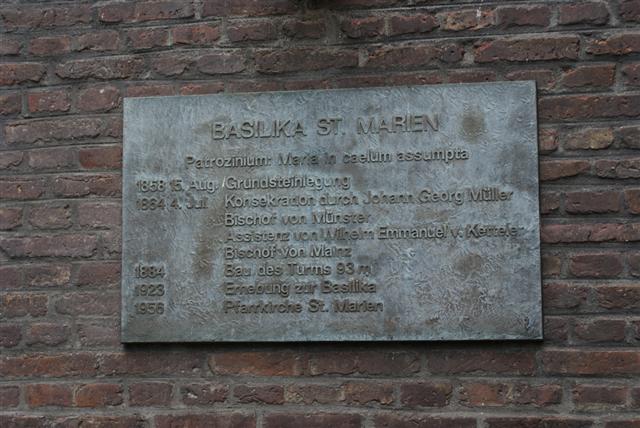 BASILIKA ST. MARIEN
Patrozinium: Maria in caelum assumpta
1858 15. Aug. Grundsteinlegung
1864 4. Jul. Konsekration durch Johann Georg Müller
Bischof von Münster
Assistenz von Wilhelm Emmanuel v. Ketteler
Bischof von Mainz
1884 Bau des Turms 93 m
1923 Erhebung zur Basilika
1956 Pfarrkirche St. Marien